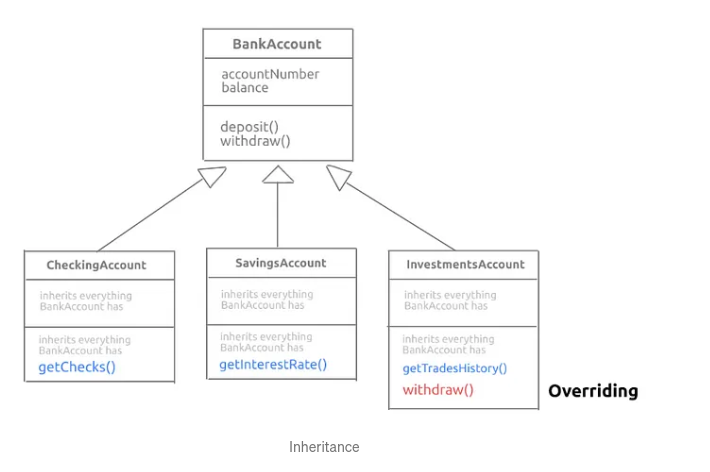 BankAccount
accountNumber
balance
deposit()
withdraw()
CheckingAccount
inherits everything
BankAccount has
inherits everything
BankAccount has
getChecks()
SavingsAccount
inherits everything
BankAccount has
inherits everything
BankAccount has
getInterestRate()
InvestmentsAccount
inherits everything
BankAccount has
inherits everything
BankAccount has
getTradesHistory()
withdraw()
Overriding
Inheritance